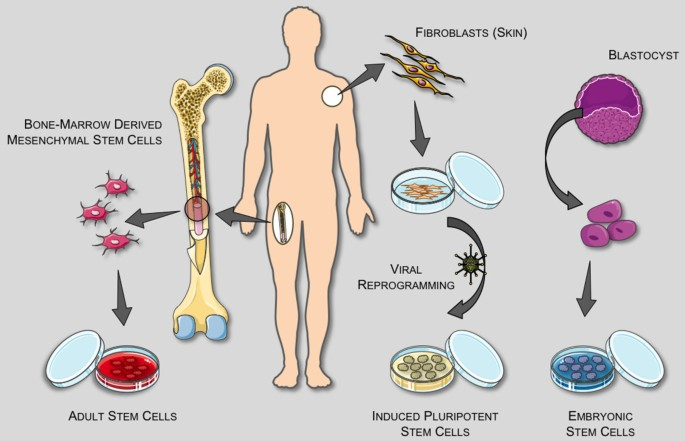 FIBROBLASTS (SKIN)
BLASTOCYST
BONE-MARROW DERIVED
MESENCHYMAL STEM CELLS
VIRAL
REPROGRAMMING
ADULT STEM CELLS
INDUCED PLURIPOTENT
STEM CELLS
EMBRYONIC
STEM CELLS